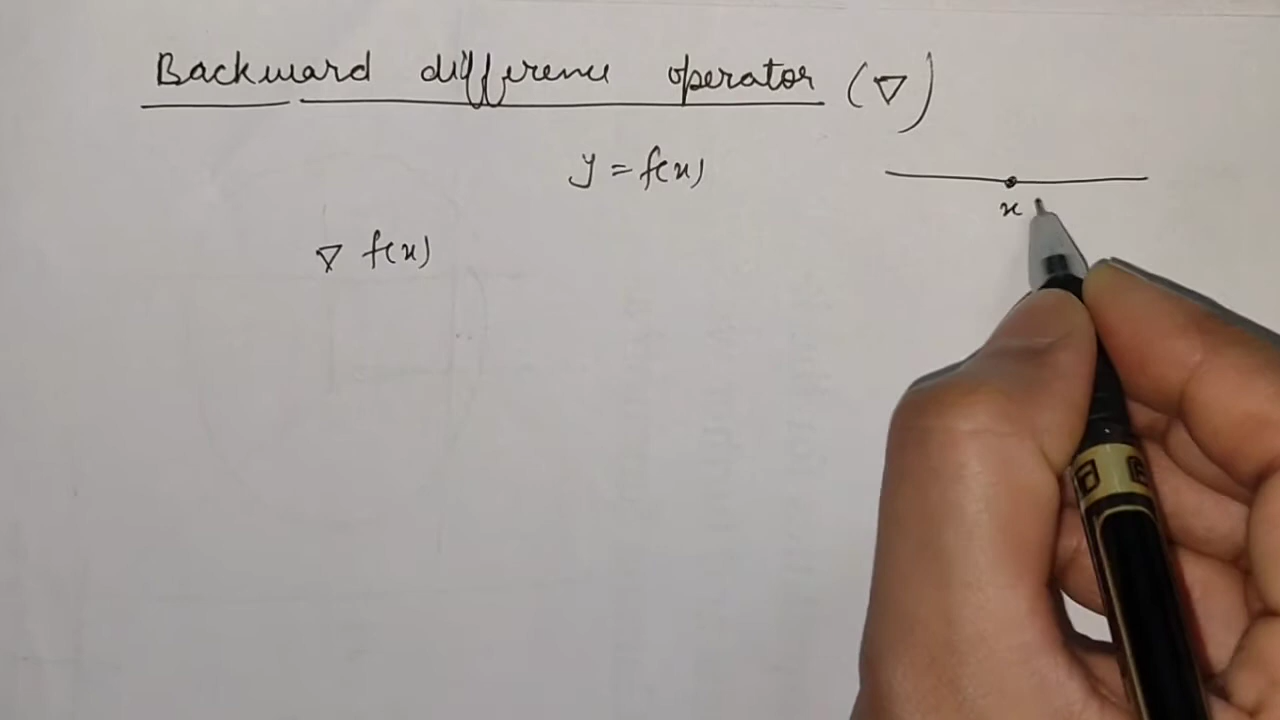 Backward difference operator (∇)
y = f(x)
x
∇ f(x)